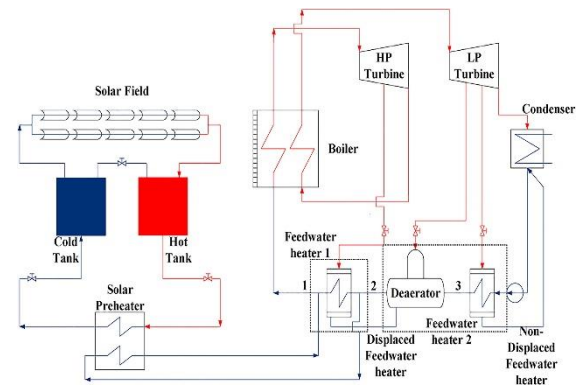 HP
Turbine
LP
Turbine
Solar Field
Condenser
Boiler
Cold
Tank
Hot
Tank
Feedwater
heater 1
Solar
Preheater
1
2
Deaerator
3
Displaced
Feedwater
heater
Feedwater
heater 2
Non-
Displaced
Feedwater
heater